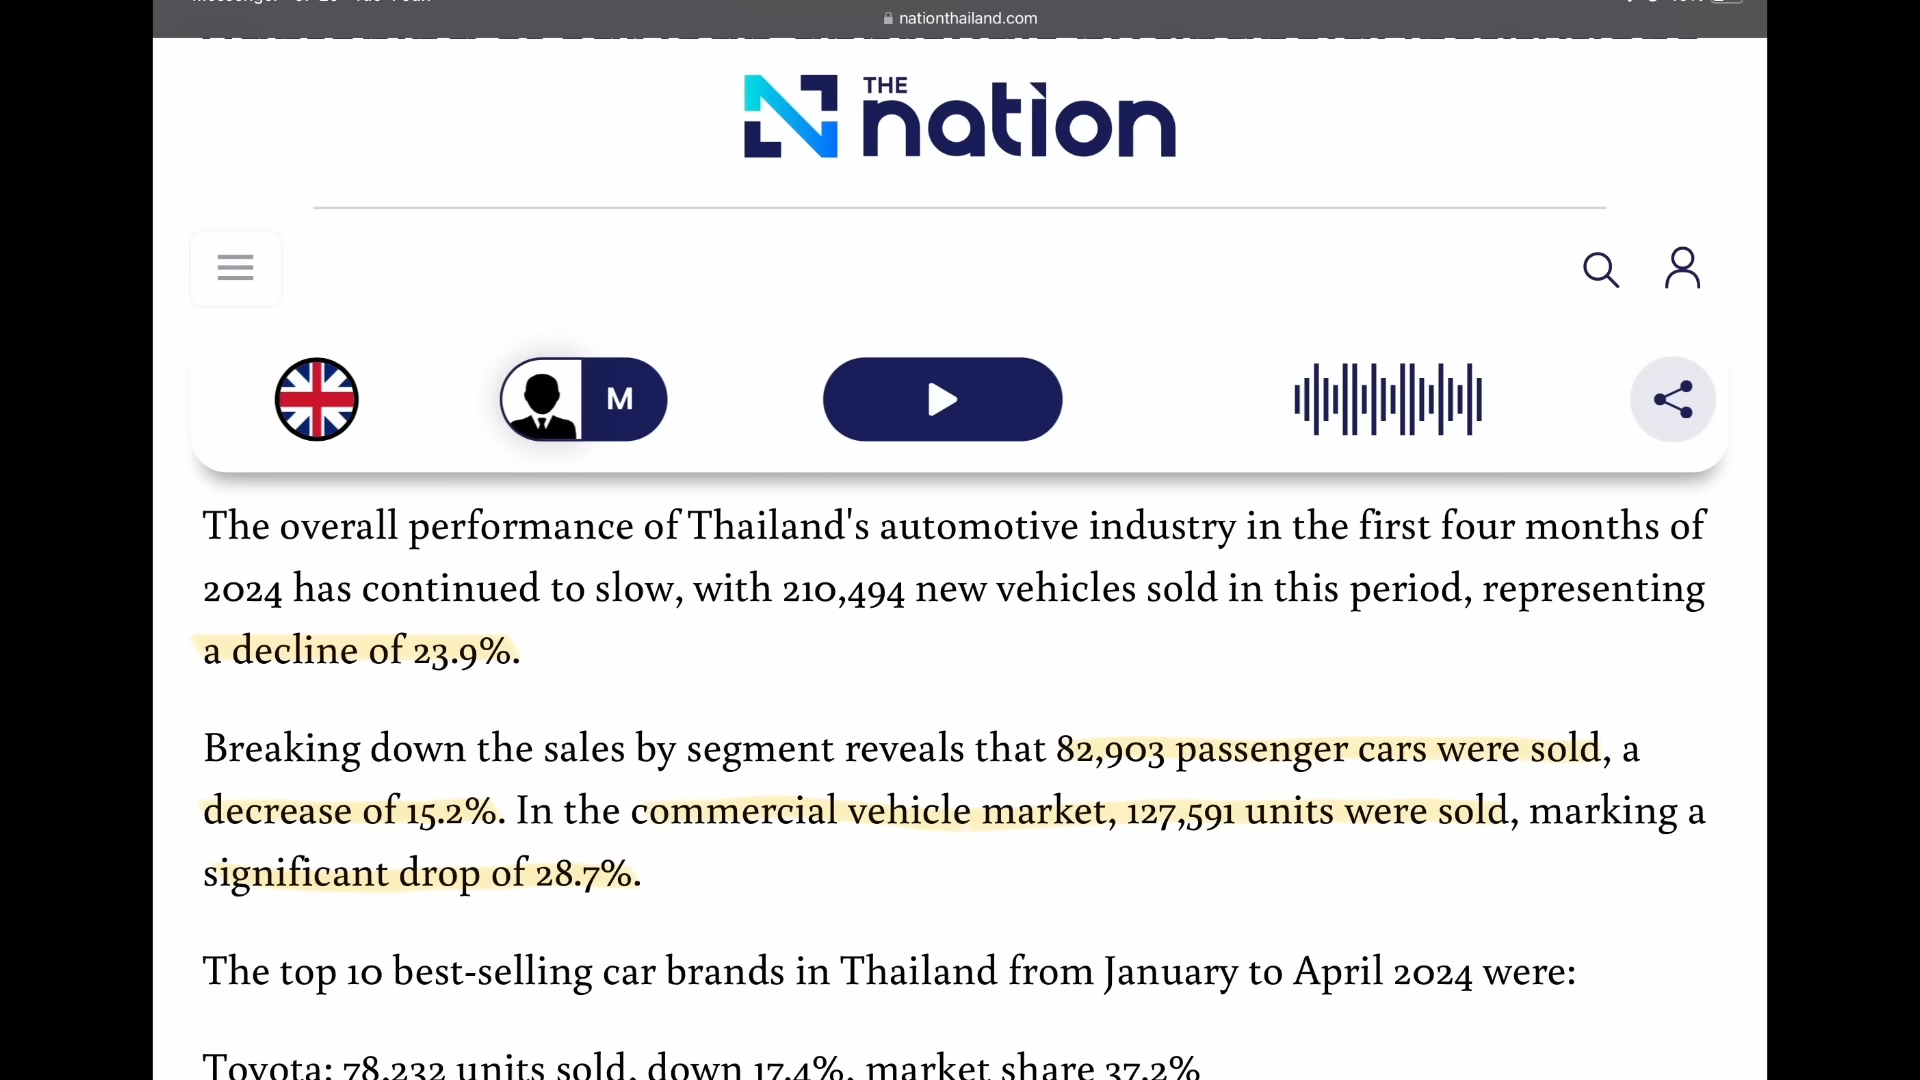 nationthailand.com
THE
nation
M
The overall performance of Thailand's automotive industry in the first four months of
2024 has continued to slow, with 210,494 new vehicles sold in this period, representing
a decline of 23.9%.
Breaking down the sales by segment reveals that 82,903 passenger cars were sold, a
decrease of 15.2%. In the commercial vehicle market, 127,591 units were sold, marking a
significant drop of 28.7%.
The top 10 best-selling car brands in Thailand from January to April 2024 were:
Toyota: 78,232 units sold, down 17.4%, market share 37.2%